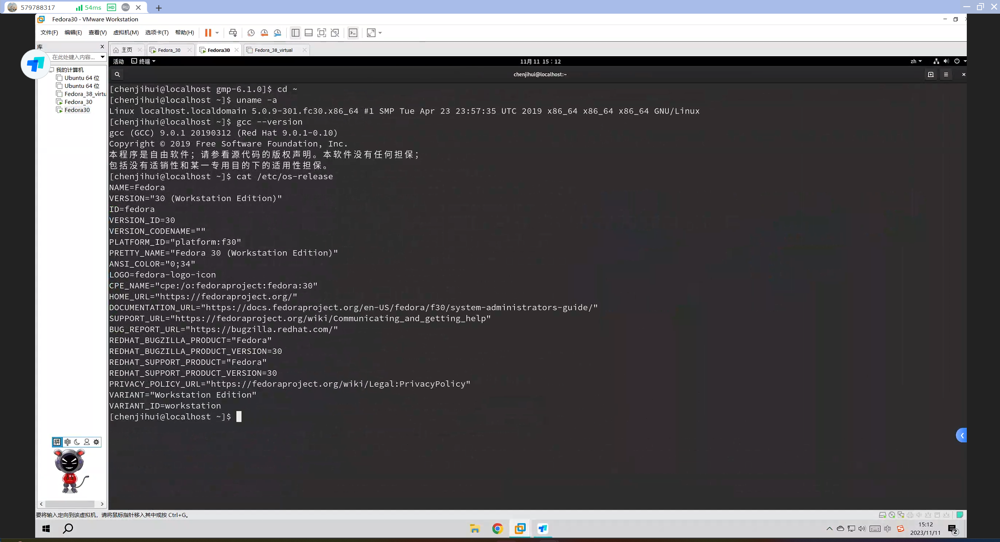 579788317
54ms
HD
RU
Fedora30 - VMware Workstation
文件(F) 编辑(E) 查看(V) 虚拟机(M) 选项卡(T) 帮助(H)
库
主页
Fedora_30
Fedora30
Fedora_38_virtual
在此处键入内容...
我的计算机
Ubuntu 64 位
Ubuntu 64 位
Fedora_38_virtu
Fedora_30
Fedora30
活动 终端 11月 11 15：12 zh
chenjihui@localhost:~
[chenjihui@localhost gmp-6.1.0]$ cd ~
[chenjihui@localhost ~]$ uname -a
Linux localhost.localdomain 5.0.9-301.fc30.x86_64 #1 SMP Tue Apr 23 23:57:35 UTC 2019 x86_64 x86_64 x86_64 GNU/Linux
[chenjihui@localhost ~]$ gcc --version
gcc (GCC) 9.0.1 20190312 (Red Hat 9.0.1-0.10)
Copyright © 2019 Free Software Foundation, Inc.
本程序是自由软件；请参看源代码的版权声明。本软件没有任何担保；
包括没有适销性和某一专用目的下的适用性担保。
[chenjihui@localhost ~]$ cat /etc/os-release
NAME=Fedora
VERSION="30 (Workstation Edition)"
ID=fedora
VERSION_ID=30
VERSION_CODENAME=""
PLATFORM_ID="platform:f30"
PRETTY_NAME="Fedora 30 (Workstation Edition)"
ANSI_COLOR="0;34"
LOGO=fedora-logo-icon
CPE_NAME="cpe:/o:fedoraproject:fedora:30"
HOME_URL="https://fedoraproject.org/"
DOCUMENTATION_URL="https://docs.fedoraproject.org/en-US/fedora/f30/system-administrators-guide/"
SUPPORT_URL="https://fedoraproject.org/wiki/Communicating_and_getting_help"
BUG_REPORT_URL="https://bugzilla.redhat.com/"
REDHAT_BUGZILLA_PRODUCT="Fedora"
REDHAT_BUGZILLA_PRODUCT_VERSION=30
REDHAT_SUPPORT_PRODUCT="Fedora"
REDHAT_SUPPORT_PRODUCT_VERSION=30
PRIVACY_POLICY_URL="https://fedoraproject.org/wiki/Legal:PrivacyPolicy"
VARIANT="Workstation Edition"
VARIANT_ID=workstation
[chenjihui@localhost ~]$
拼 中
要将输入定向到该虚拟机，请将鼠标指针移入其中或按 Ctrl+G。
中
15:12
2023/11/11
2